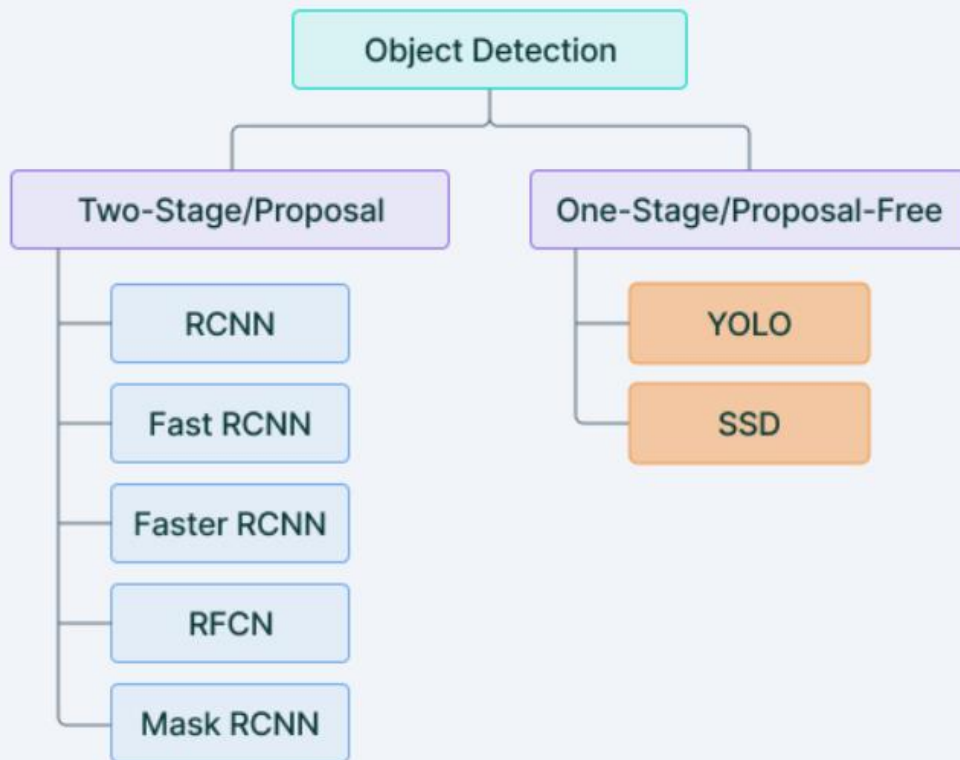 Object Detection
Two-Stage/Proposal
One-Stage/Proposal-Free
RCNN
YOLO
Fast RCNN
SSD
Faster RCNN
RFCN
Mask RCNN